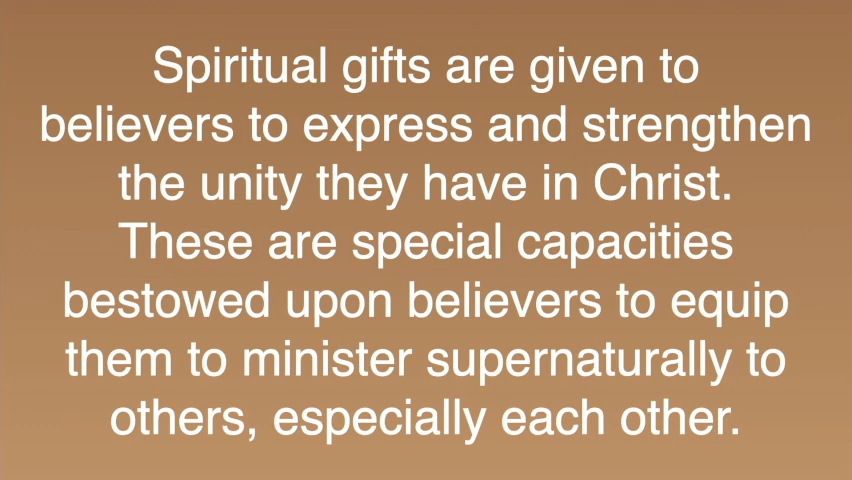 Spiritual gifts are given to
believers to express and strengthen
the unity they have in Christ.
These are special capacities
bestowed upon believers to equip
them to minister supernaturally to
others, especially each other.